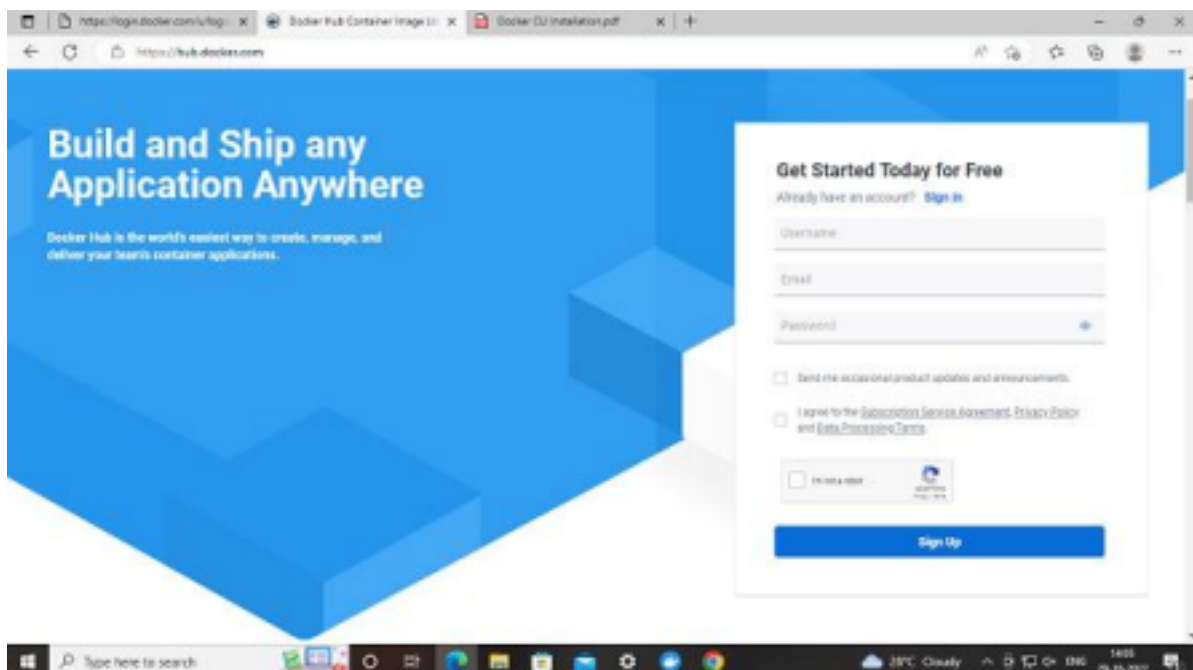 Docker Hub Container Image Li
Docker CLI Installation.pdf
https://hub.docker.com
Build and Ship any
Application Anywhere
Docker Hub is the world's easiest way to create, manage, and
deliver your team's container applications.
Get Started Today for Free
Already have an account? Sign In
Username
Email
Password
Send me occasional product updates and announcements.
I agree to the Subscription Service Agreement, Privacy Policy
and Data Processing Terms.
I'm not a robot
Sign Up
Type here to search
Cloudy
ENG